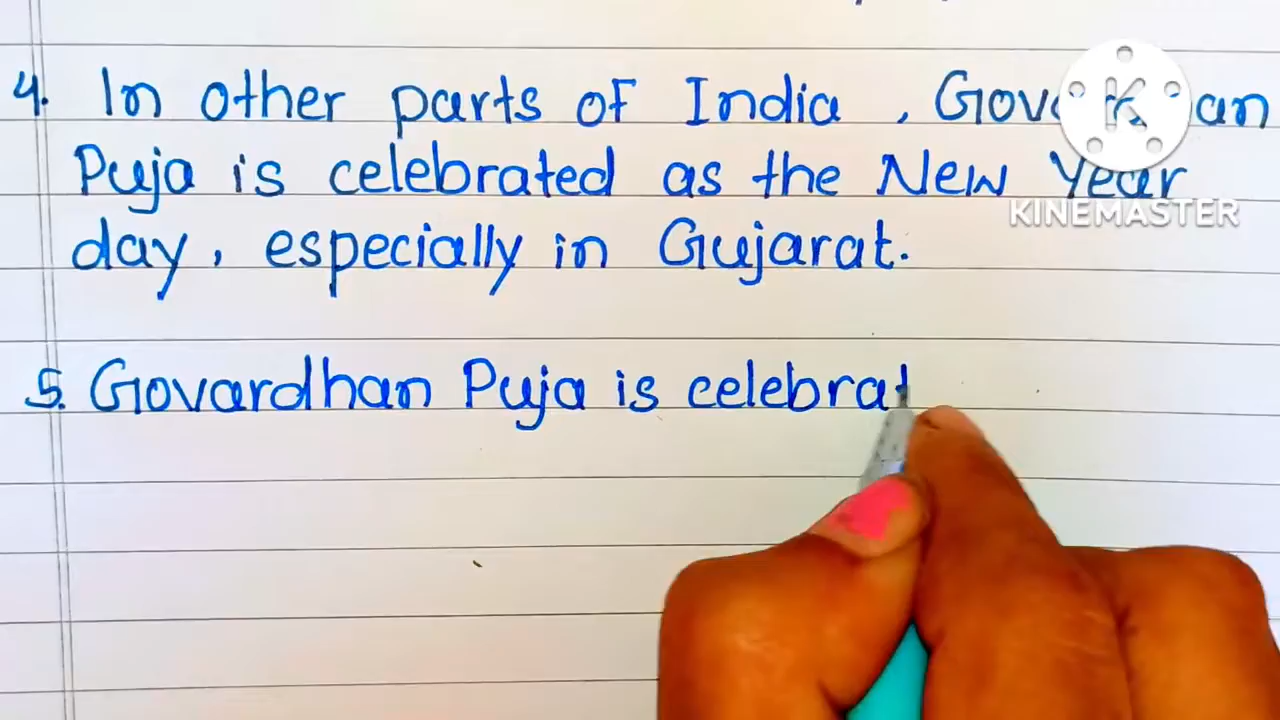 4. In other parts of India, Govardhan
Puja is celebrated as the New Year
day, especially in Gujarat.
5. Govardhan Puja is celebrat
K
KINEMASTER